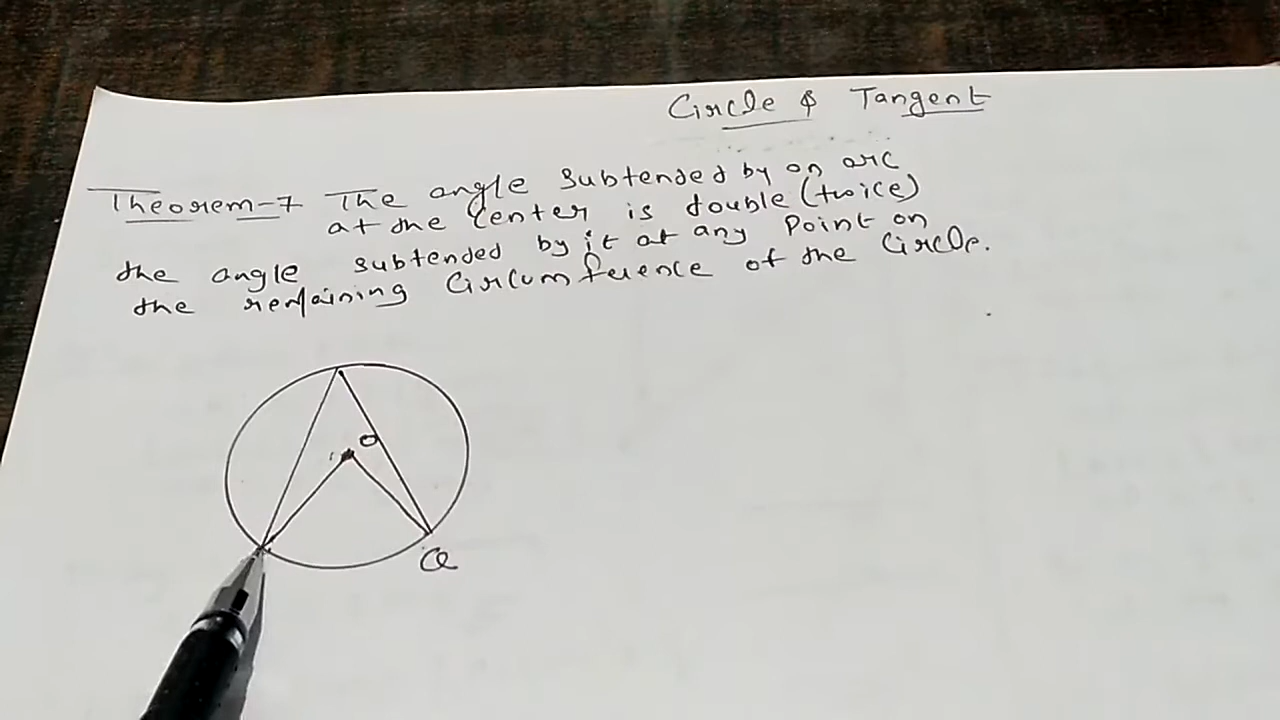 Circle & Tangent
Theorem-7 The angle subtended by on arc
at the Center is double (twice)
the angle subtended by it at any Point on
the remaining Circumference of the Circle.
O
Q